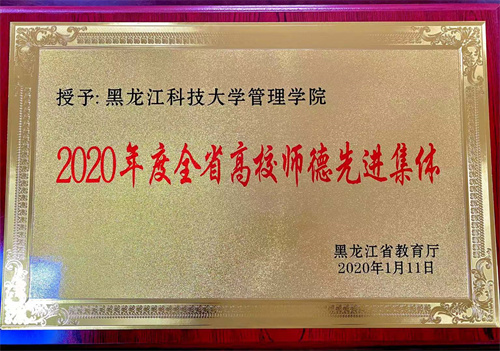 授予:黑龙江科技大学管理学院
2020年度全省高校师德先进集体
黑龙江省教育厅
2020年1月11日